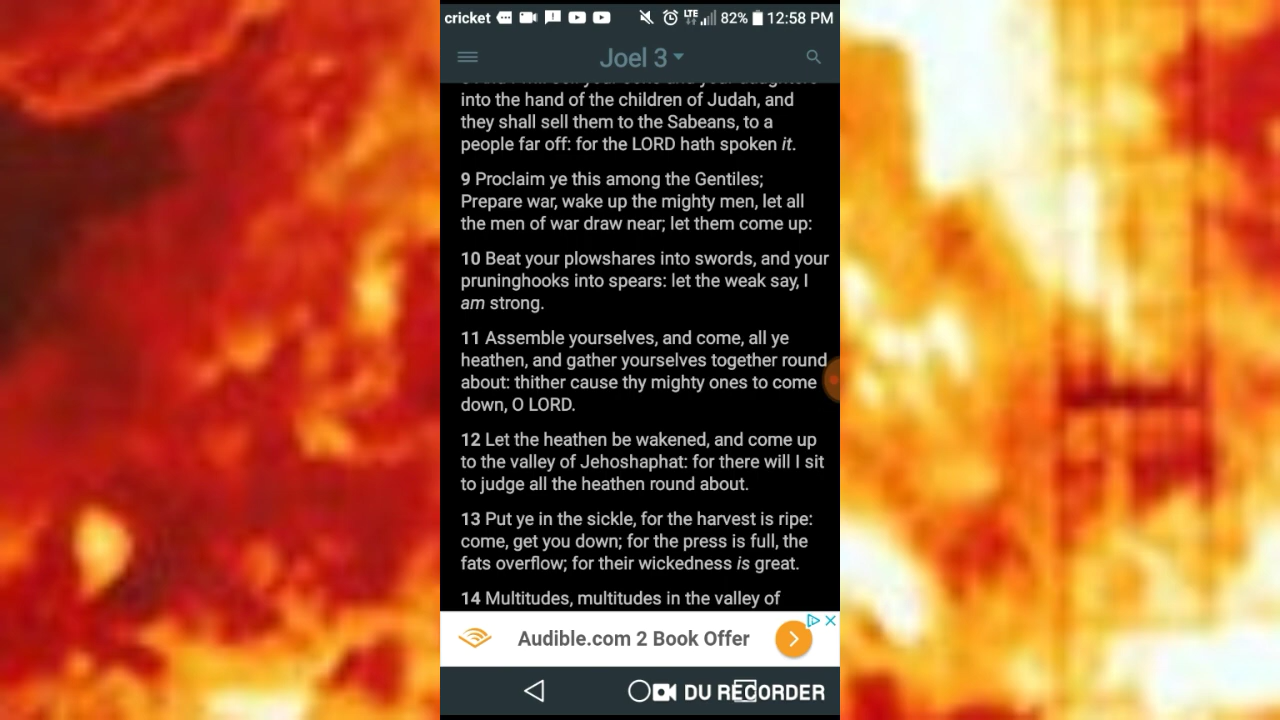 cricket LTE 82% 12:58 PM
Joel 3
into the hand of the children of Judah, and
they shall sell them to the Sabeans, to a
people far off: for the LORD hath spoken it.
9 Proclaim ye this among the Gentiles;
Prepare war, wake up the mighty men, let all
the men of war draw near; let them come up:
10 Beat your plowshares into swords, and your
pruninghooks into spears: let the weak say, I
am strong.
11 Assemble yourselves, and come, all ye
heathen, and gather yourselves together round
about: thither cause thy mighty ones to come
down, O LORD.
12 Let the heathen be wakened, and come up
to the valley of Jehoshaphat: for there will I sit
to judge all the heathen round about.
13 Put ye in the sickle, for the harvest is ripe:
come, get you down; for the press is full, the
fats overflow; for their wickedness is great.
14 Multitudes, multitudes in the valley of
Audible.com 2 Book Offer
DU RECORDER